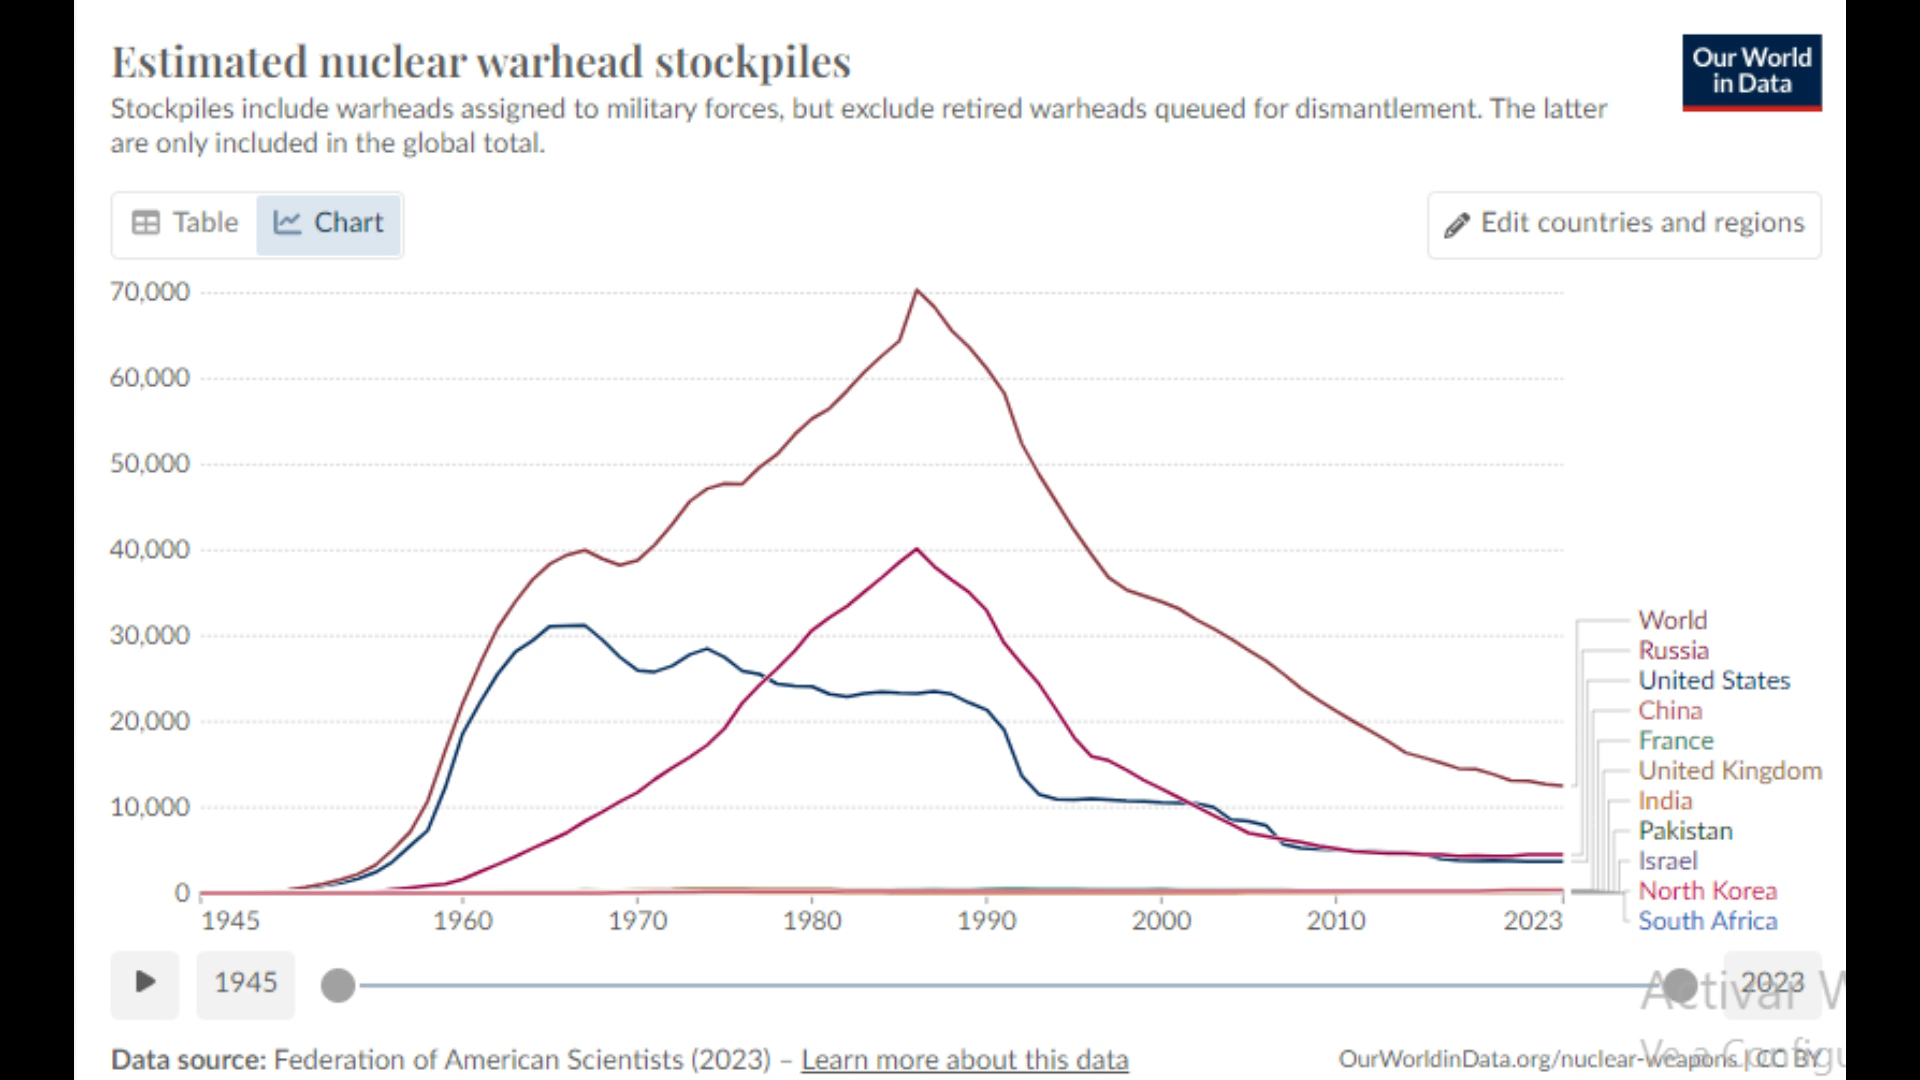 Estimated nuclear warhead stockpiles
Our World
in Data
Stockpiles include warheads assigned to military forces, but exclude retired warheads queued for dismantlement. The latter
are only included in the global total.
Table
Chart
Edit countries and regions
70,000
60,000
50,000
40,000
30,000
20,000
10,000
0
1945
1960
1970
1980
1990
2000
2010
2023
World
Russia
United States
China
France
United Kingdom
India
Pakistan
Israel
North Korea
South Africa
1945
2023
Activar W
Data source: Federation of American Scientists (2023) – Learn more about this data
OurWorldinData.org/nuclear-weapons | CC BY
Ve a Configu